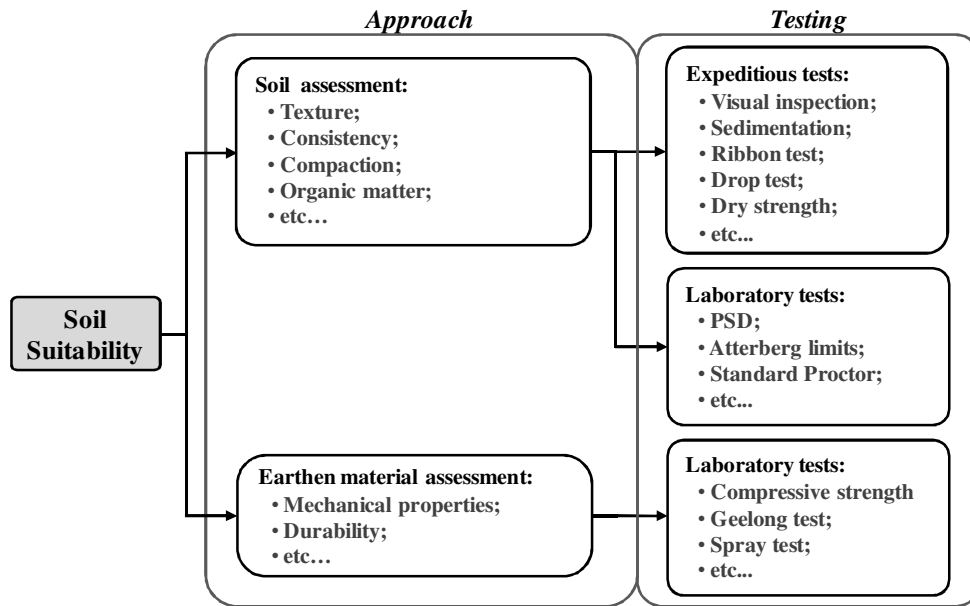 Approach
Testing
Soil assessment:
• Texture;
• Consistency;
• Compaction;
• Organic matter;
• etc…
Expeditious tests:
• Visual inspection;
• Sedimentation;
• Ribbon test;
• Drop test;
• Dry strength;
• etc...
Soil
Suitability
Laboratory tests:
• PSD;
• Atterberg limits;
• Standard Proctor;
• etc...
Earthen material assessment:
• Mechanical properties;
• Durability;
• etc…
Laboratory tests:
• Compressive strength
• Geelong test;
• Spray test;
• etc...